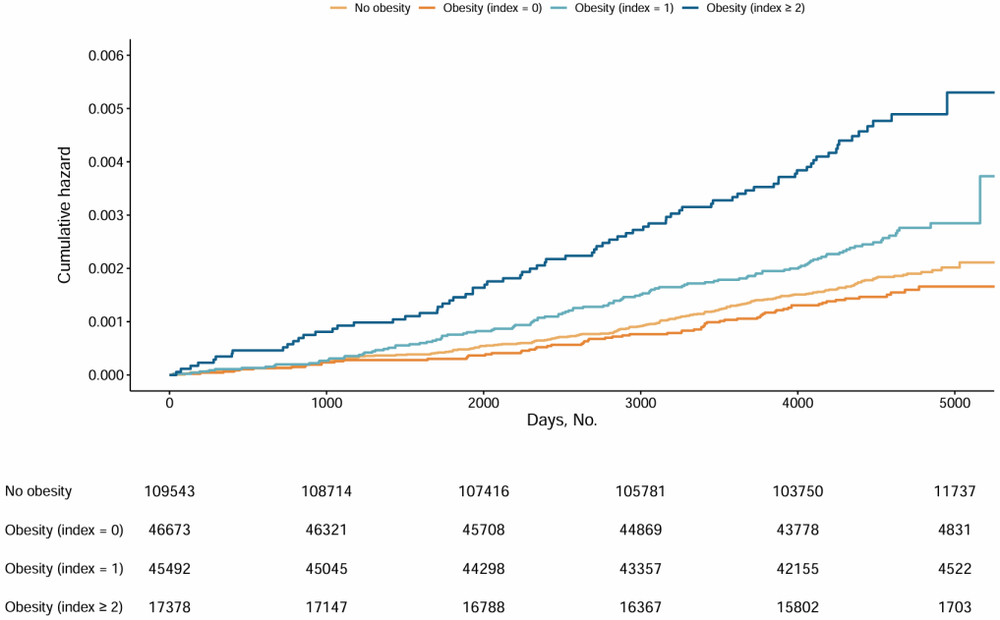 No obesity Obesity (index = 0) Obesity (index = 1) Obesity (index ≥ 2)
0.006
0.005
0.004
0.003
0.002
0.001
0.000
Cumulative hazard
0 1000 2000 3000 4000 5000
Days, No.
No obesity 109543 108714 107416 105781 103750 11737
Obesity (index = 0) 46673 46321 45708 44869 43778 4831
Obesity (index = 1) 45492 45045 44298 43357 42155 4522
Obesity (index ≥ 2) 17378 17147 16788 16367 15802 1703